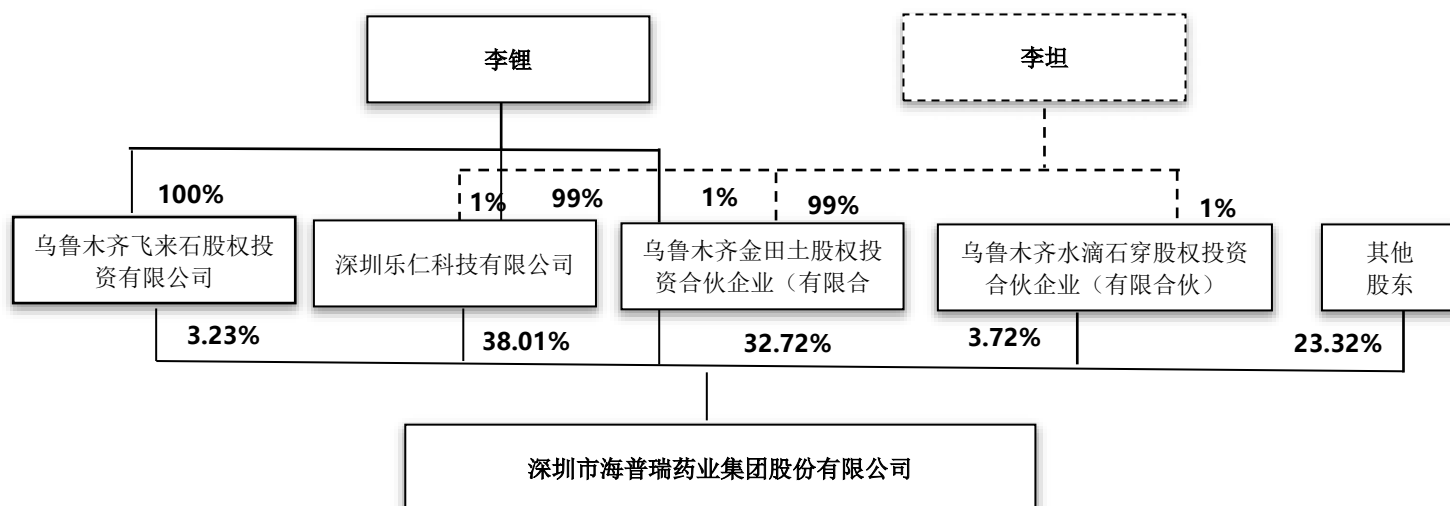 李锂
李坦
100%
1%
99%
1%
99%
1%
乌鲁木齐飞来石股权投
资有限公司
深圳乐仁科技有限公司
乌鲁木齐金田土股权投
资合伙企业（有限合
乌鲁木齐水滴石穿股权投资
合伙企业（有限合伙）
其他
股东
3.23%
38.01%
32.72%
3.72%
23.32%
深圳市海普瑞药业集团股份有限公司